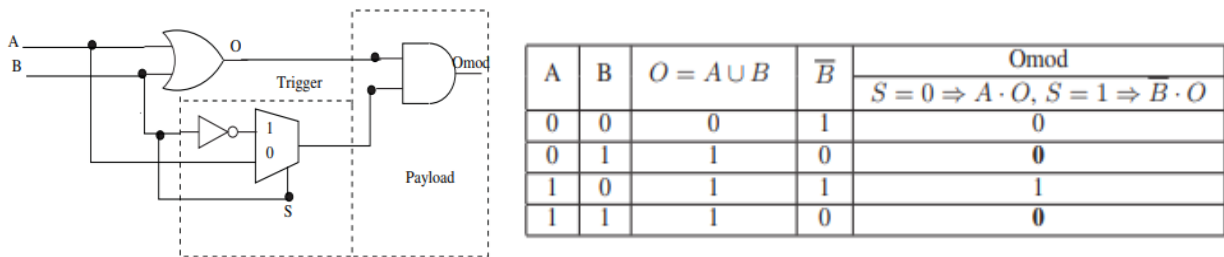 A
B
O
Trigger
Omod
1
0
S
Payload
A B O = A ∪ B B̅ Omod
S = 0 ⇒ A · O, S = 1 ⇒ B̅ · O
0 0 0 1 0
0 1 1 0 0
1 0 1 1 1
1 1 1 0 0